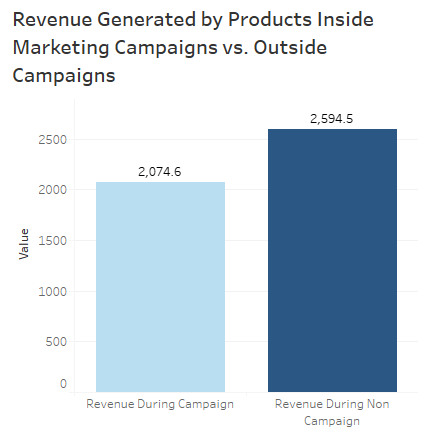 Revenue Generated by Products Inside
Marketing Campaigns vs. Outside
Campaigns
2,594.5
2500
2,074.6
2000
Value
1500
1000
500
0
Revenue During Campaign
Revenue During Non
Campaign